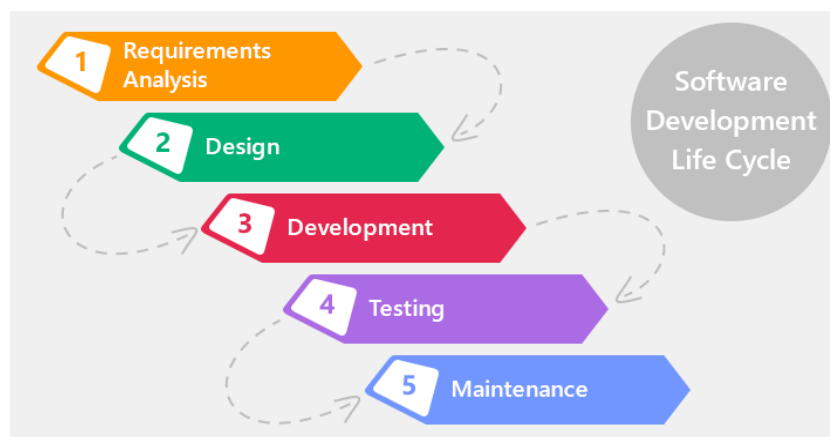 1
Requirements
Analysis
2
Design
3
Development
4
Testing
5
Maintenance
Software
Development
Life Cycle